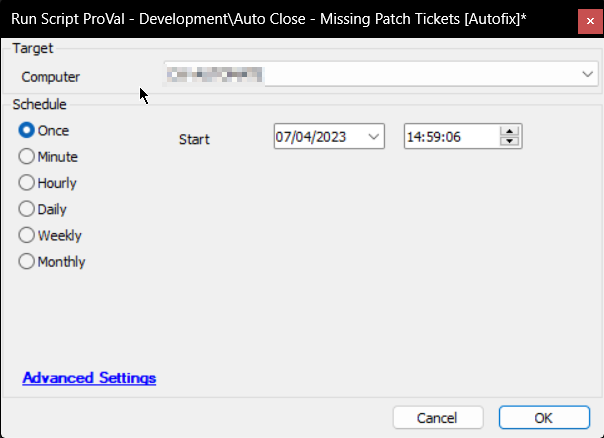 Run Script ProVal - Development\Auto Close - Missing Patch Tickets [Autofix]*
Target
Computer
Schedule
Once
Start
07/04/2023
14:59:06
Minute
Hourly
Daily
Weekly
Monthly
Advanced Settings
Cancel
OK